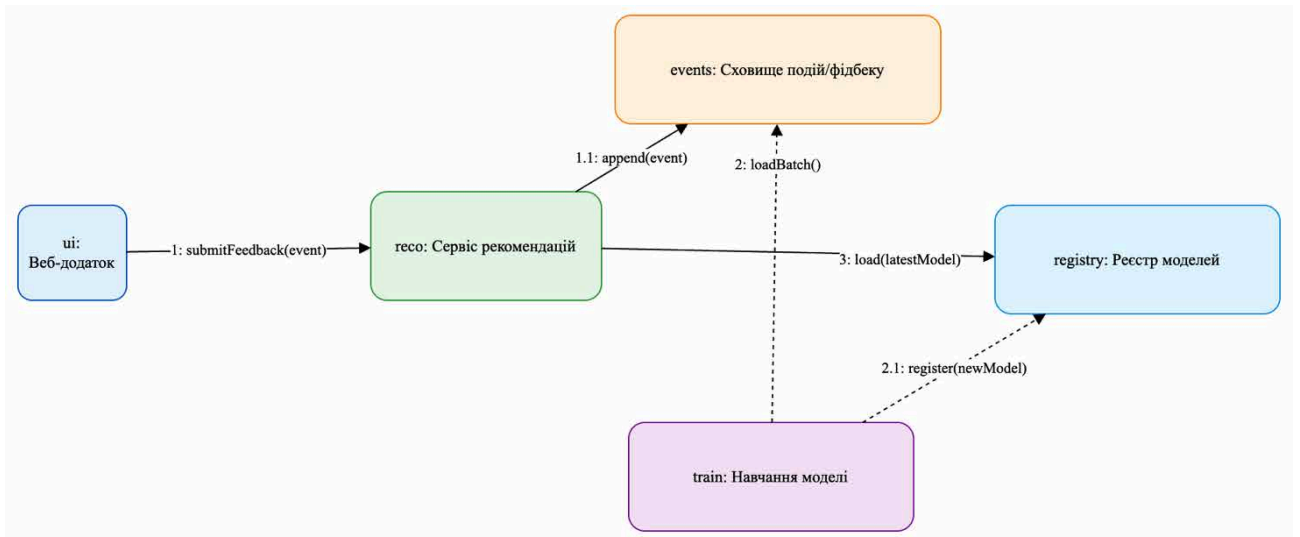 events: Сховище подій/фідбеку
1.1: append(event)
2: loadBatch()
ui:
Веб-додаток
1: submitFeedback(event)
reco: Сервіс рекомендацій
3: load(latestModel)
registry: Реєстр моделей
2.1: register(newModel)
train: Навчання моделі